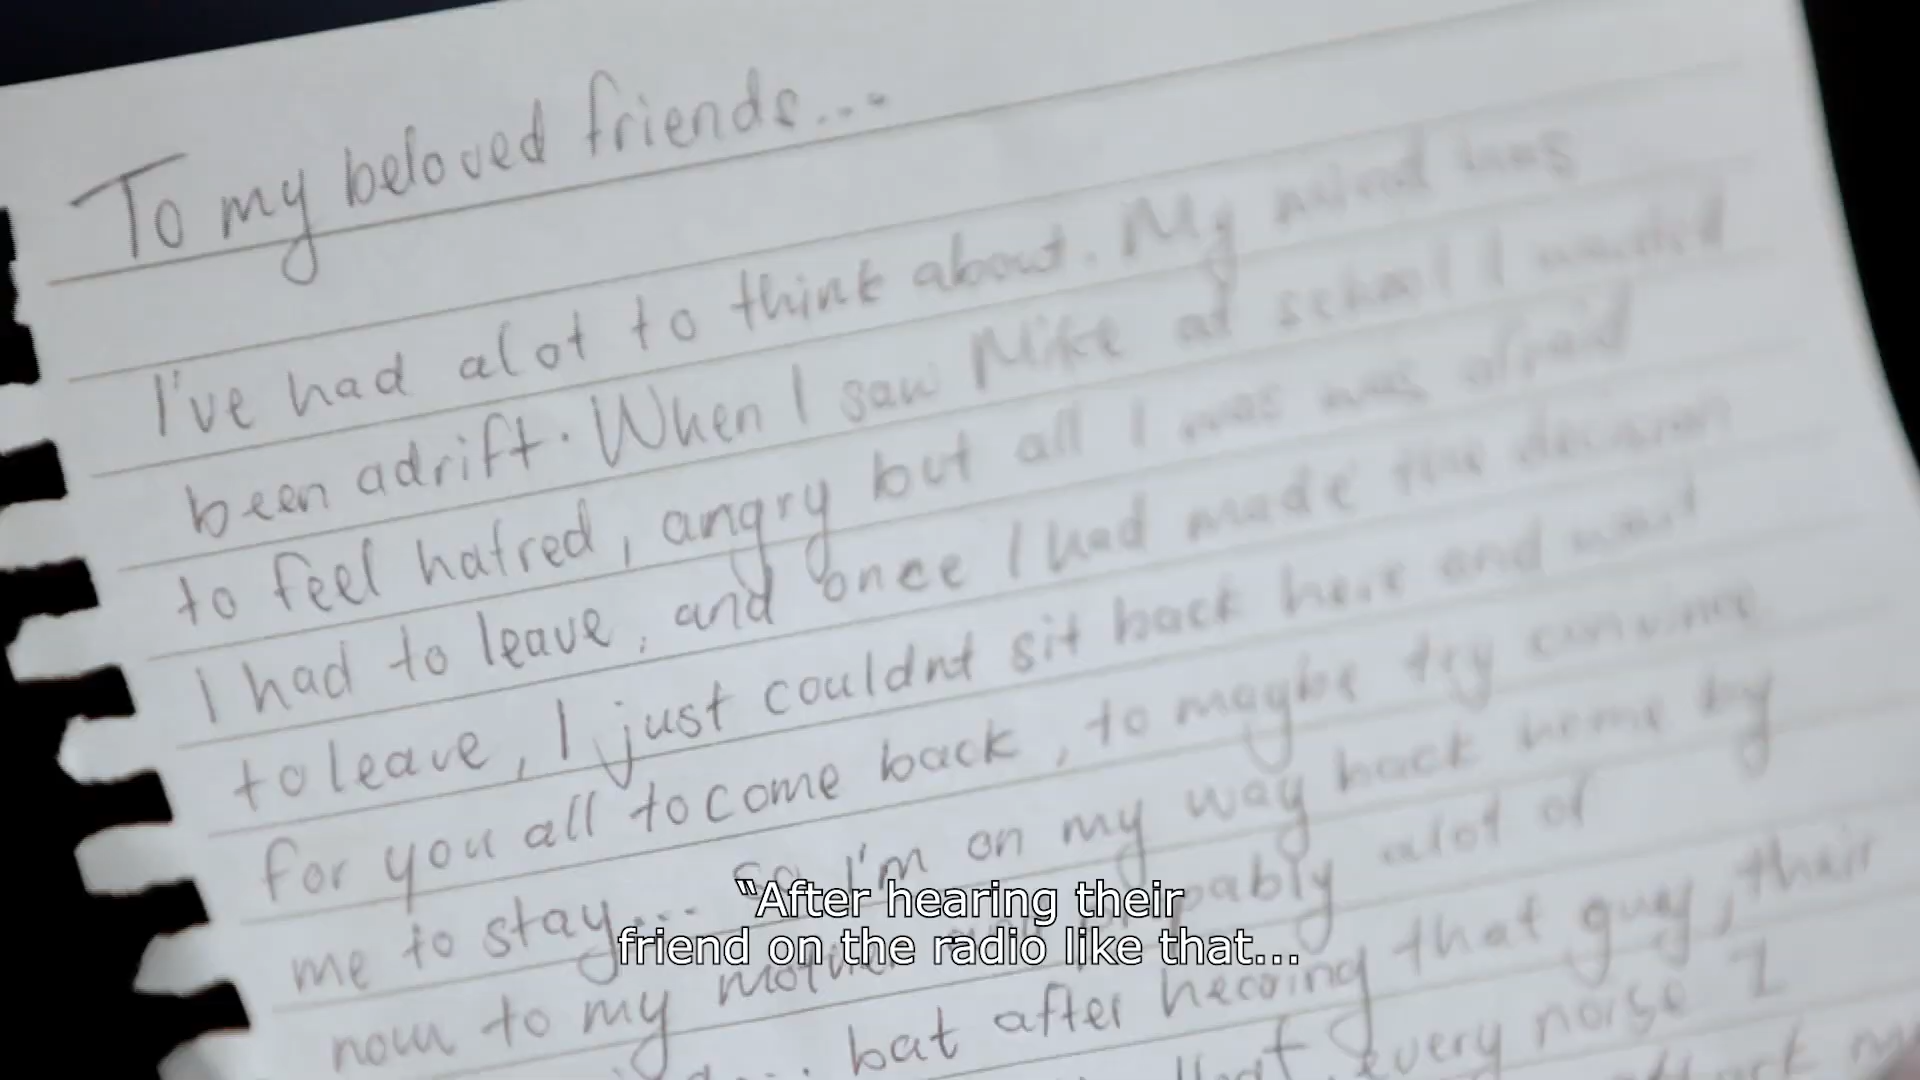 To my beloved friends...
I've had alot to think about. My mind has
been adrift. When I saw Mike at school I wanted
to feel hatred, angry but all I was was afraid
I had to leave, and once I had made the decision
to leave, I just couldnt sit back here and wait
for you all to come back, to maybe try convince
me to stay... so I'm on my way back home by
now to my mother probably alot of
bat after hearing that guy, their
every noise I
“After hearing their
friend on the radio like that...